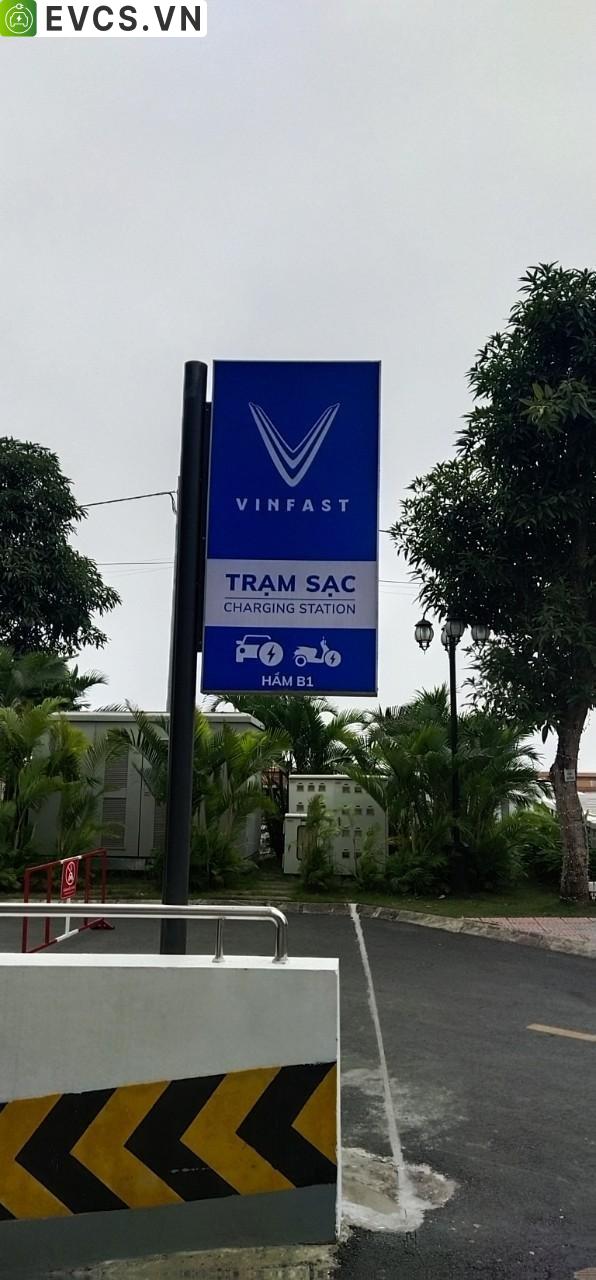 EVCS.VN
VINFAST
TRẠM SẠC
CHARGING STATION
HẦM B1